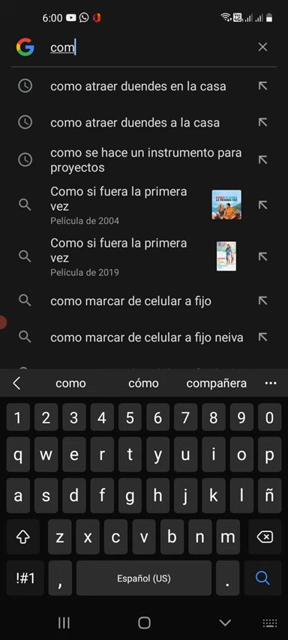 6:00
com
como atraer duendes en la casa
como atraer duendes a la casa
como se hace un instrumento para
proyectos
Como si fuera la primera
vez
Película de 2004
Como si fuera la primera
vez
Película de 2019
como marcar de celular a fijo
como marcar de celular a fijo neiva
como cómo compañera
1 2 3 4 5 6 7 8 9 0
q w e r t y u i o p
a s d f g h j k l ñ
z x c v b n m
!#1 , Español (US) .